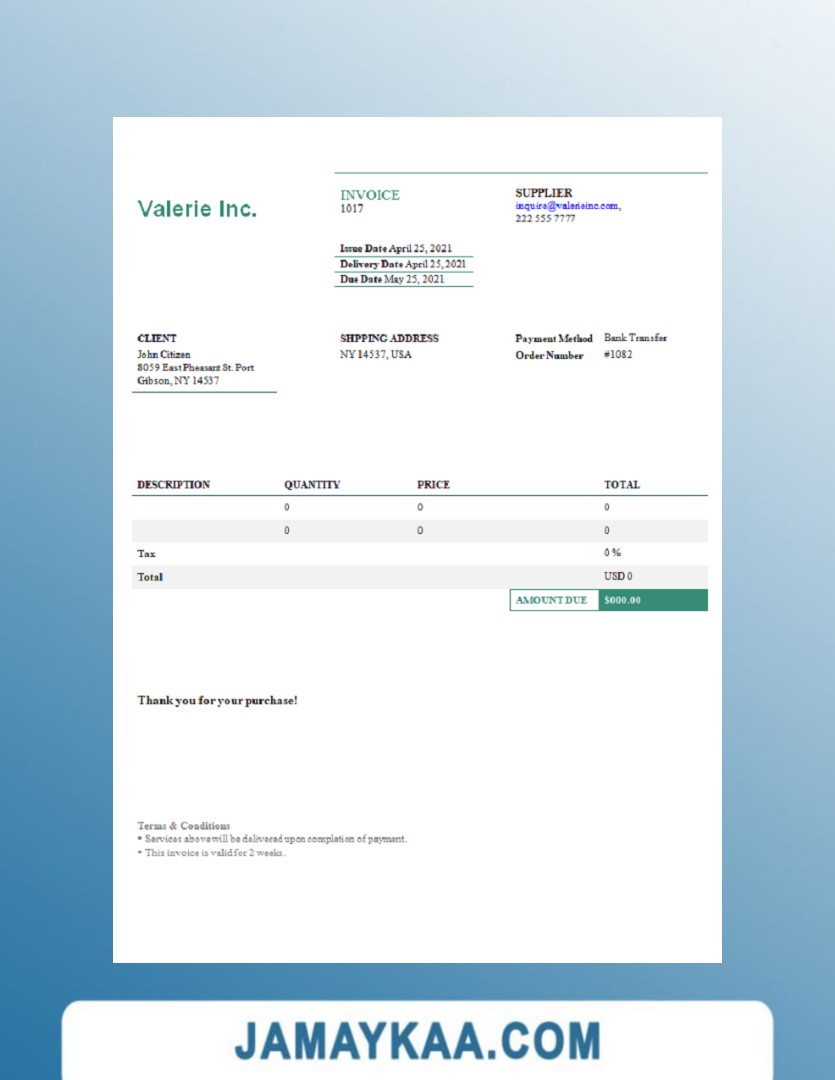 Valerie Inc.
INVOICE
1017
SUPPLIER
inquire@valerieinc.com,
222 555 7777
Issue Date April 25, 2021
Delivery Date April 25, 2021
Due Date May 25, 2021
CLIENT
John Citizen
8059 East Pheasant St. Port
Gibson, NY 14537
SHPPING ADDRESS
NY 14537, USA
Payment Method Bank Transfer
Order Number #1082
DESCRIPTION QUANTITY PRICE TOTAL
0 0 0
0 0 0
Tax 0 %
Total USD 0
AMOUNT DUE $000.00
Thank you for your purchase!
Terms & Conditions
* Services above will be delivered upon completion of payment.
* This invoice is valid for 2 weeks.
JAMAYKAA.COM